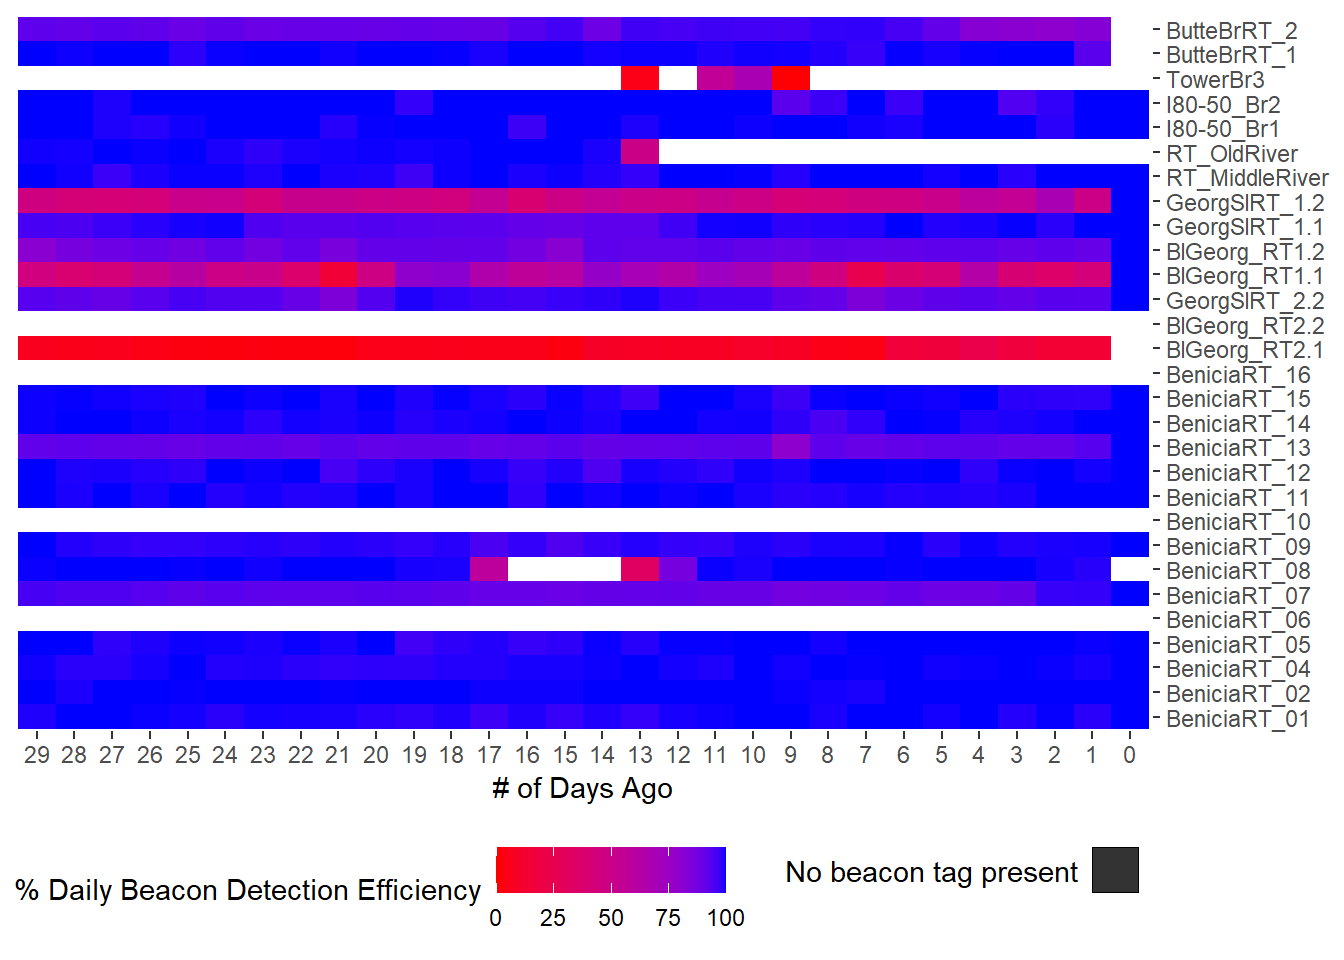 ButteBrRT_2
ButteBrRT_1
TowerBr3
I80-50_Br2
I80-50_Br1
RT_OldRiver
RT_MiddleRiver
GeorgSlRT_1.2
GeorgSlRT_1.1
BlGeorg_RT1.2
BlGeorg_RT1.1
GeorgSlRT_2.2
BlGeorg_RT2.2
BlGeorg_RT2.1
BeniciaRT_16
BeniciaRT_15
BeniciaRT_14
BeniciaRT_13
BeniciaRT_12
BeniciaRT_11
BeniciaRT_10
BeniciaRT_09
BeniciaRT_08
BeniciaRT_07
BeniciaRT_06
BeniciaRT_05
BeniciaRT_04
BeniciaRT_02
BeniciaRT_01
29 28 27 26 25 24 23 22 21 20 19 18 17 16 15 14 13 12 11 10 9 8 7 6 5 4 3 2 1 0
# of Days Ago
% Daily Beacon Detection Efficiency
0 25 50 75 100
No beacon tag present